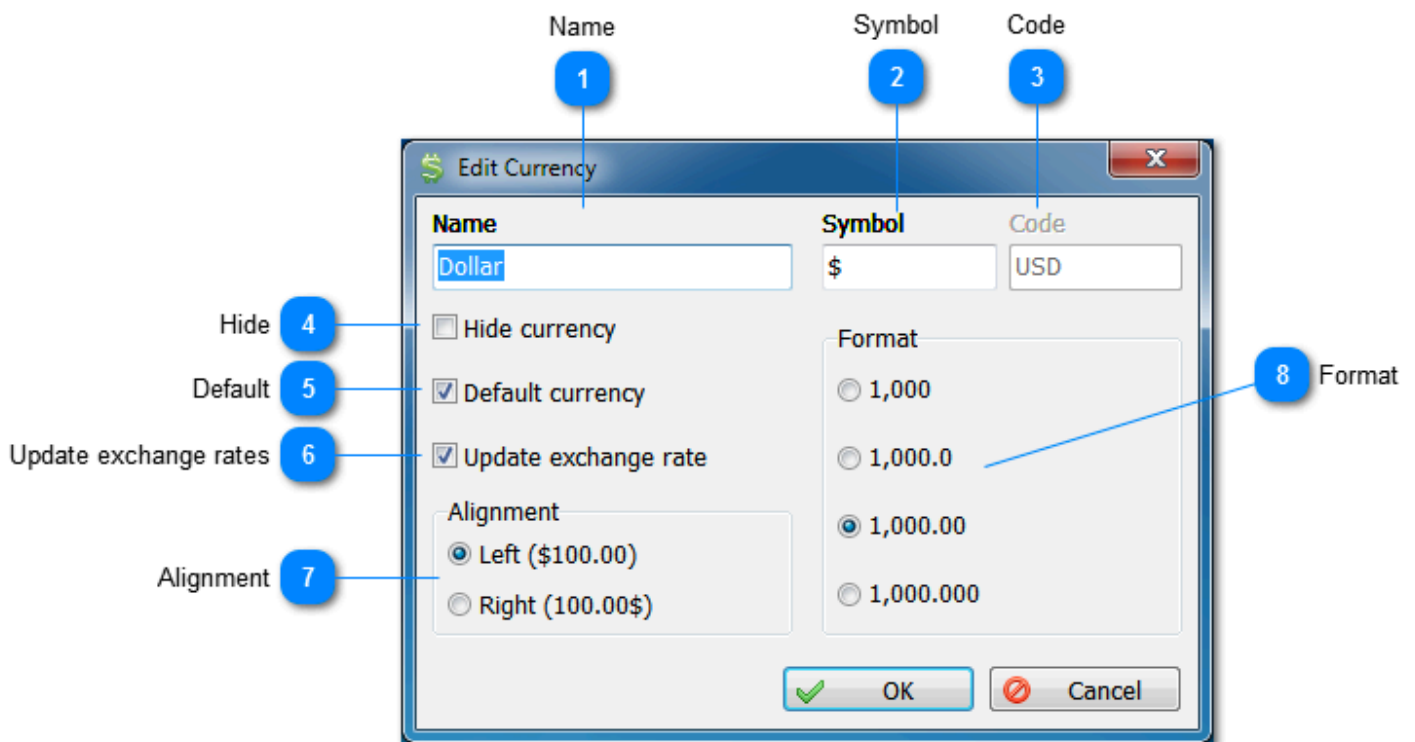 Name Symbol Code
1 2 3
Edit Currency
Name Symbol Code
Dollar $ USD
Hide 4 Hide currency
Format
8 Format
Default 5 Default currency
1,000
Update exchange rates 6 Update exchange rate
1,000.0
Alignment
1,000.00
Left ($100.00)
Alignment 7
Right (100.00$)
1,000.000
OK Cancel